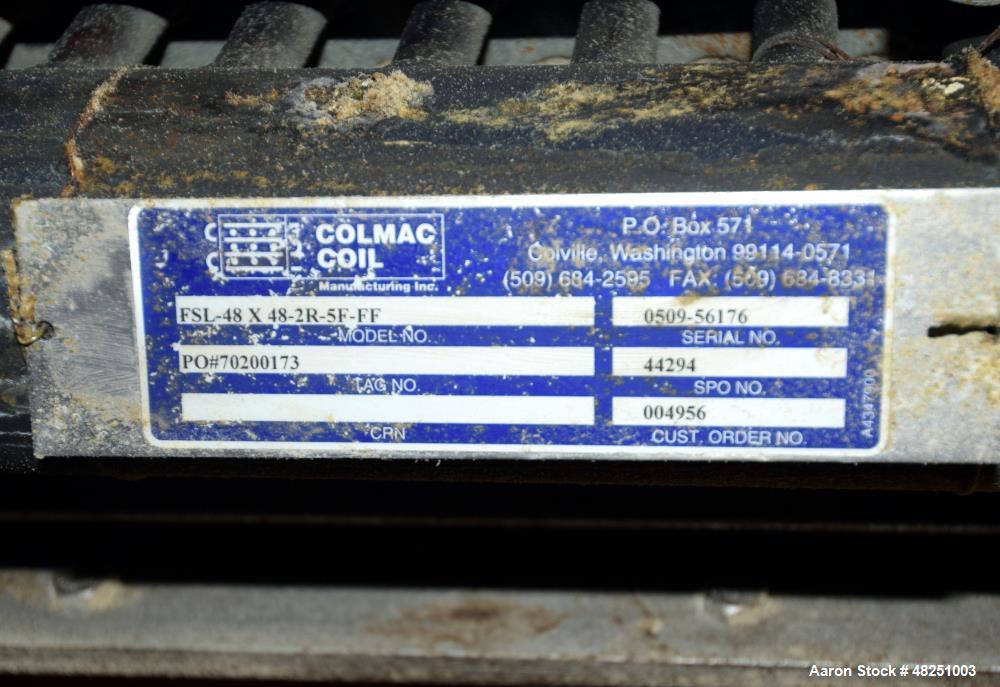 COLMAC
COIL
Manufacturing Inc.
P.O. Box 571
Colville, Washington 99114-0571
(509) 684-2595 FAX (509) 684-8331
FSL-48 X 48-2R-5F-FF
MODEL NO.
0509-56176
SERIAL NO.
PO#70200173
TAG NO.
44294
SPO NO.
CRN
004956
CUST. ORDER NO.
Aaron Stock # 48251003